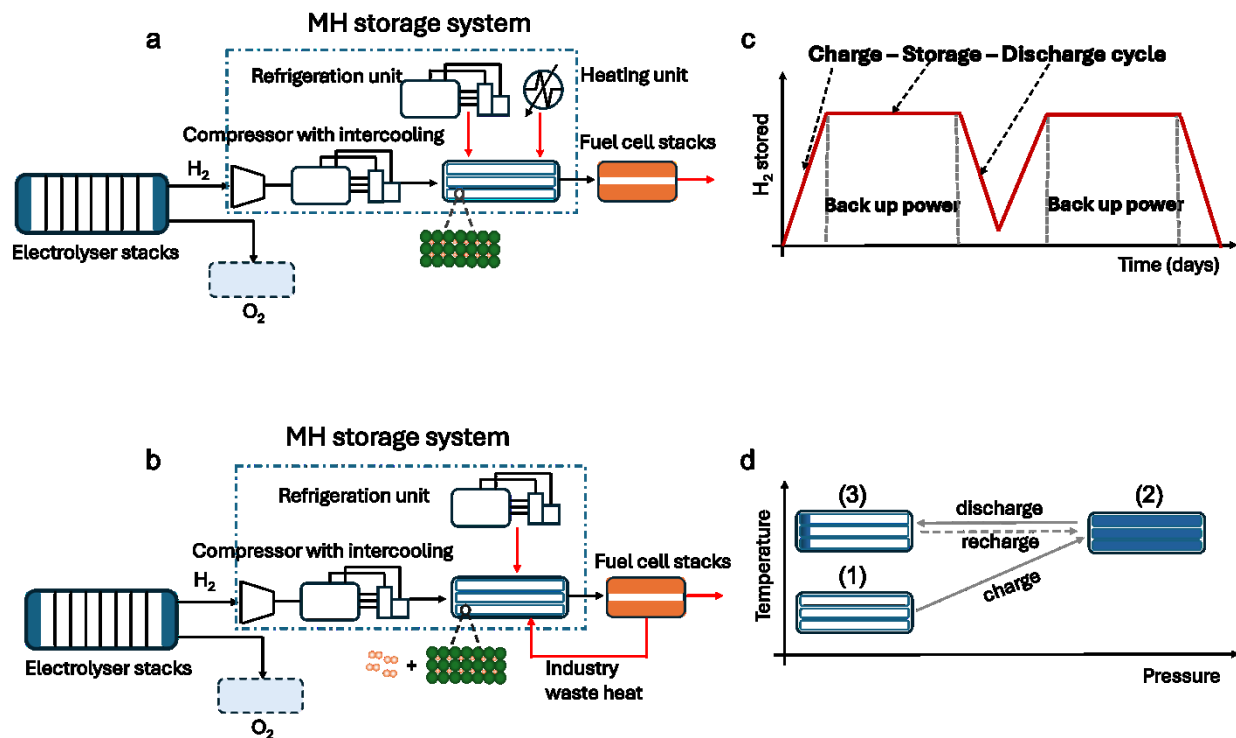 MH storage system
a
Refrigeration unit
Heating unit
Compressor with intercooling
Fuel cell stacks
H₂
Electrolyser stacks
O₂
c
Charge – Storage – Discharge cycle
H₂ stored
Back up power
Back up power
Time (days)
MH storage system
b
Refrigeration unit
Compressor with intercooling
Fuel cell stacks
H₂
Electrolyser stacks
+
Industry
waste heat
O₂
d
(3)
(2)
discharge
recharge
(1)
charge
Temperature
Pressure